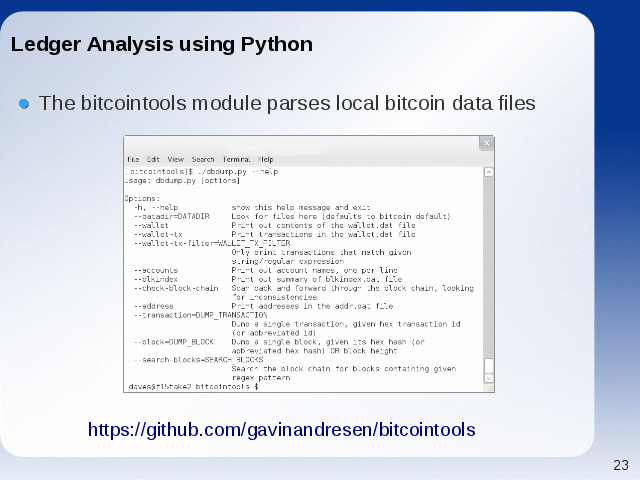 Ledger Analysis using Python
The bitcointools module parses local bitcoin data files
File Edit View Search Terminal Help
[ bitcointools]$ ./dbdump.py --help
usage: dbdump.py [options]
Options:
-h, --help show this help message and exit
--datadir=DATADIR Look for files here (defaults to bitcoin default)
--wallet Print out contents of the wallet.dat file
--wallet-tx Print transactions in the wallet.dat file
--wallet-tx-filter=WALLET_TX_FILTER
Only print transactions that match given
string/regular expression
--accounts Print out account names, one per line
--blkindex Print out summary of blkindex.dat file
--check-block-chain Scan back and forward through the block chain, looking
for inconsistencies
--address Print addresses in the addr.dat file
--transaction=DUMP_TRANSACTION
Dump a single transaction, given hex transaction id
(or abbreviated id)
--block=DUMP_BLOCK Dump a single block, given its hex hash (or
abbreviated hex hash) OR block height
--search-blocks=SEARCH_BLOCKS
Search the block chain for blocks containing given
regex pattern
daves@f15take2 bitcointools $
https://github.com/gavinandresen/bitcointools
23